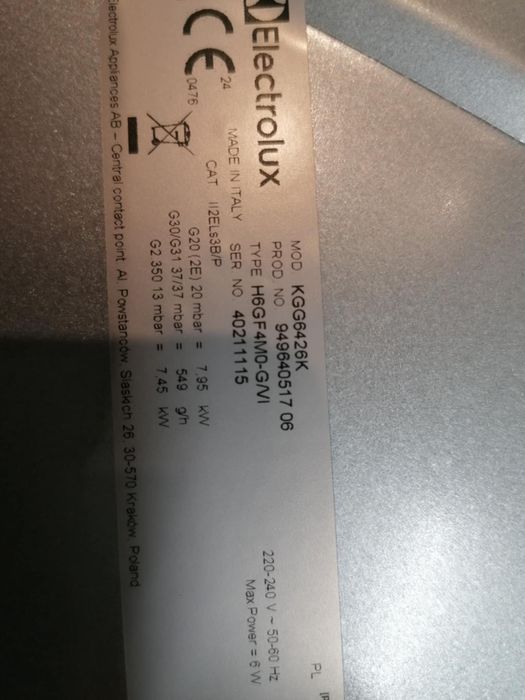 Electrolux
MOD. KGG6426K
PROD. NO. 949640517 06
TYPE H6GF4M0-G/VI
MADE IN ITALY SER. NO. 40211115
CE
24
0476
CAT. II2ELs3B/P
G20 (2E) 20 mbar = 7,95 kW
G30/G31 37/37 mbar = 549 g/h
G2 350 13 mbar = 7,45 kW
220-240 V ~ 50-60 Hz
Max Power = 6 W
PL
Electrolux Appliances AB - Central contact point Al. Powstańców Śląskich 26, 30-570 Kraków, Poland